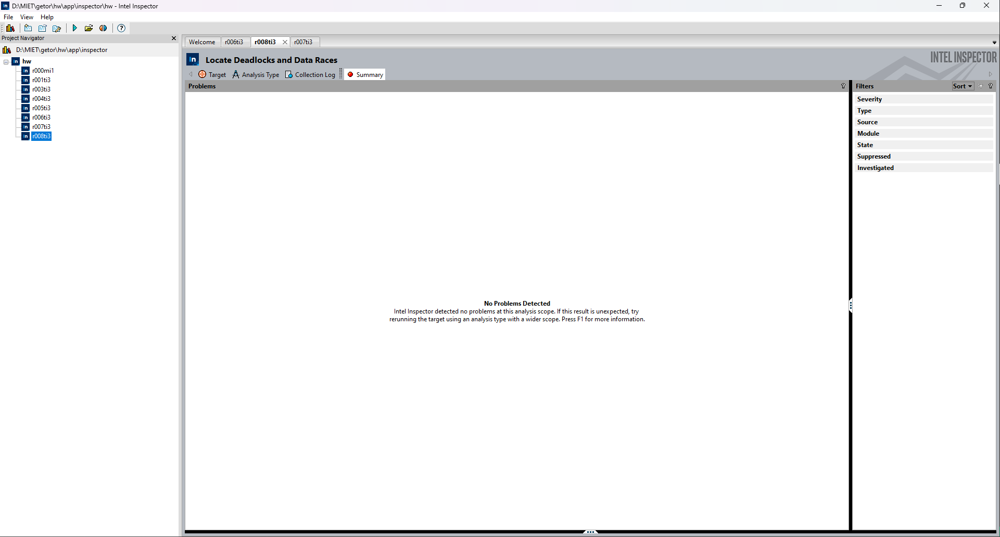 D:\MIET\getor\hw\app\inspector\hw - Intel Inspector
File View Help
Project Navigator
D:\MIET\getor\hw\app\inspector
hw
r000mi1
r001ti3
r003ti3
r004ti3
r005ti3
r006ti3
r007ti3
r008ti3
Welcome r006ti3 r008ti3 r007ti3
Locate Deadlocks and Data Races
INTEL INSPECTOR
Target Analysis Type Collection Log Summary
Problems ?
Filters Sort ?
Severity
Type
Source
Module
State
Suppressed
Investigated
No Problems Detected
Intel Inspector detected no problems at this analysis scope. If this result is unexpected, try
rerunning the target using an analysis type with a wider scope. Press F1 for more information.